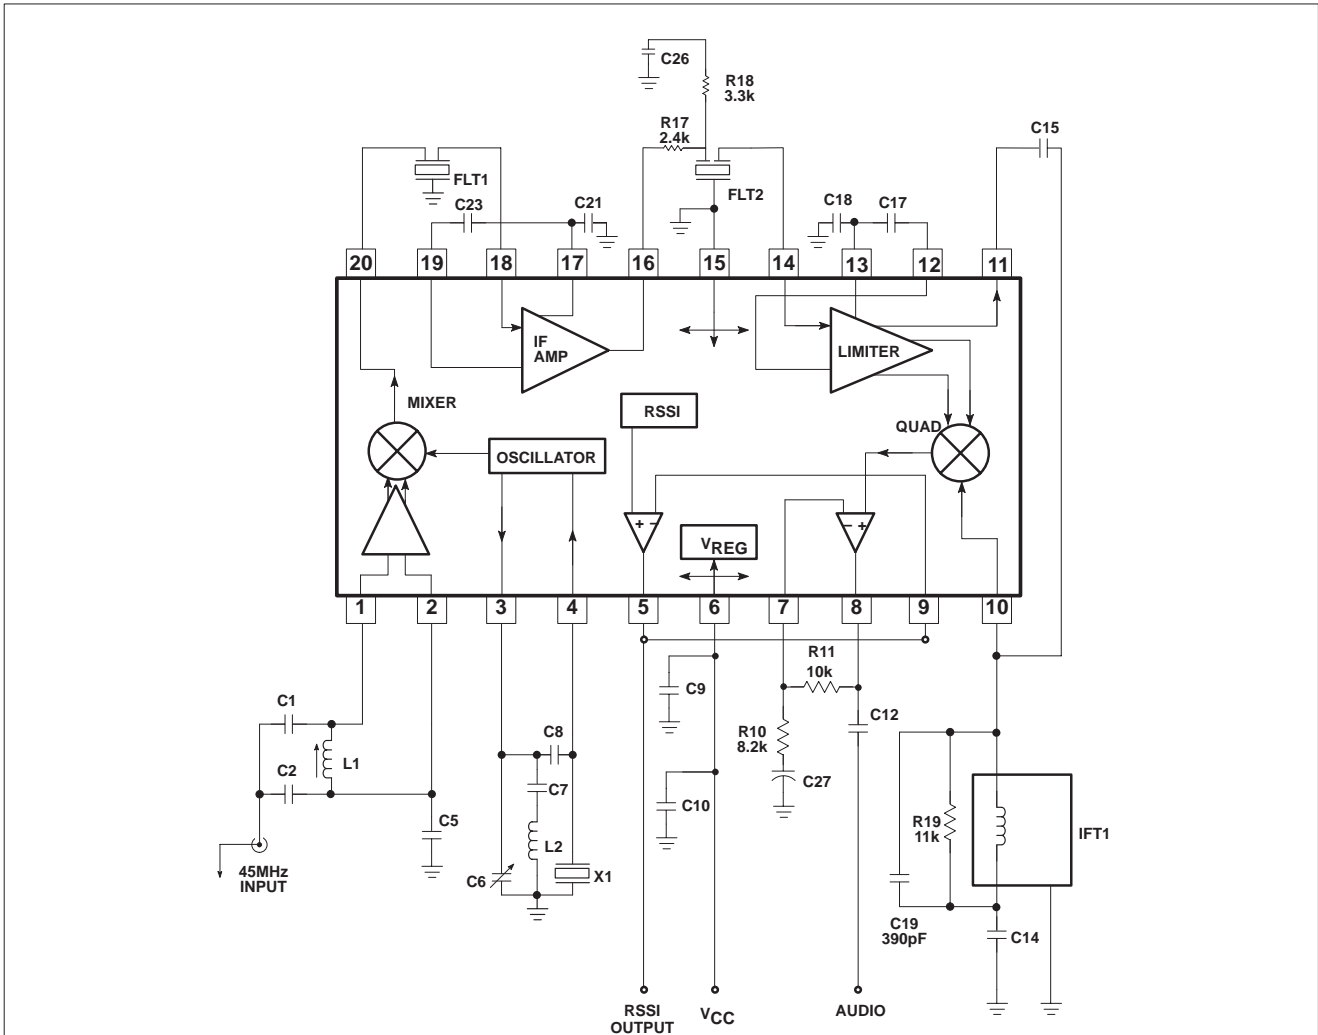 C26
R18
3.3k
R17
2.4k
C15
FLT1
FLT2
C23
C21
C18
C17
20
19
18
17
16
15
14
13
12
11
IF
AMP
LIMITER
MIXER
RSSI
QUAD
OSCILLATOR
+ −
VREG
− +
1
2
3
4
5
6
7
8
9
10
R11
10k
C9
C1
C12
C8
R10
8.2k
L1
C2
C7
C27
C10
C5
R19
11k
IFT1
L2
45MHz
INPUT
C6
X1
C19
390pF
C14
RSSI
OUTPUT
VCC
AUDIO